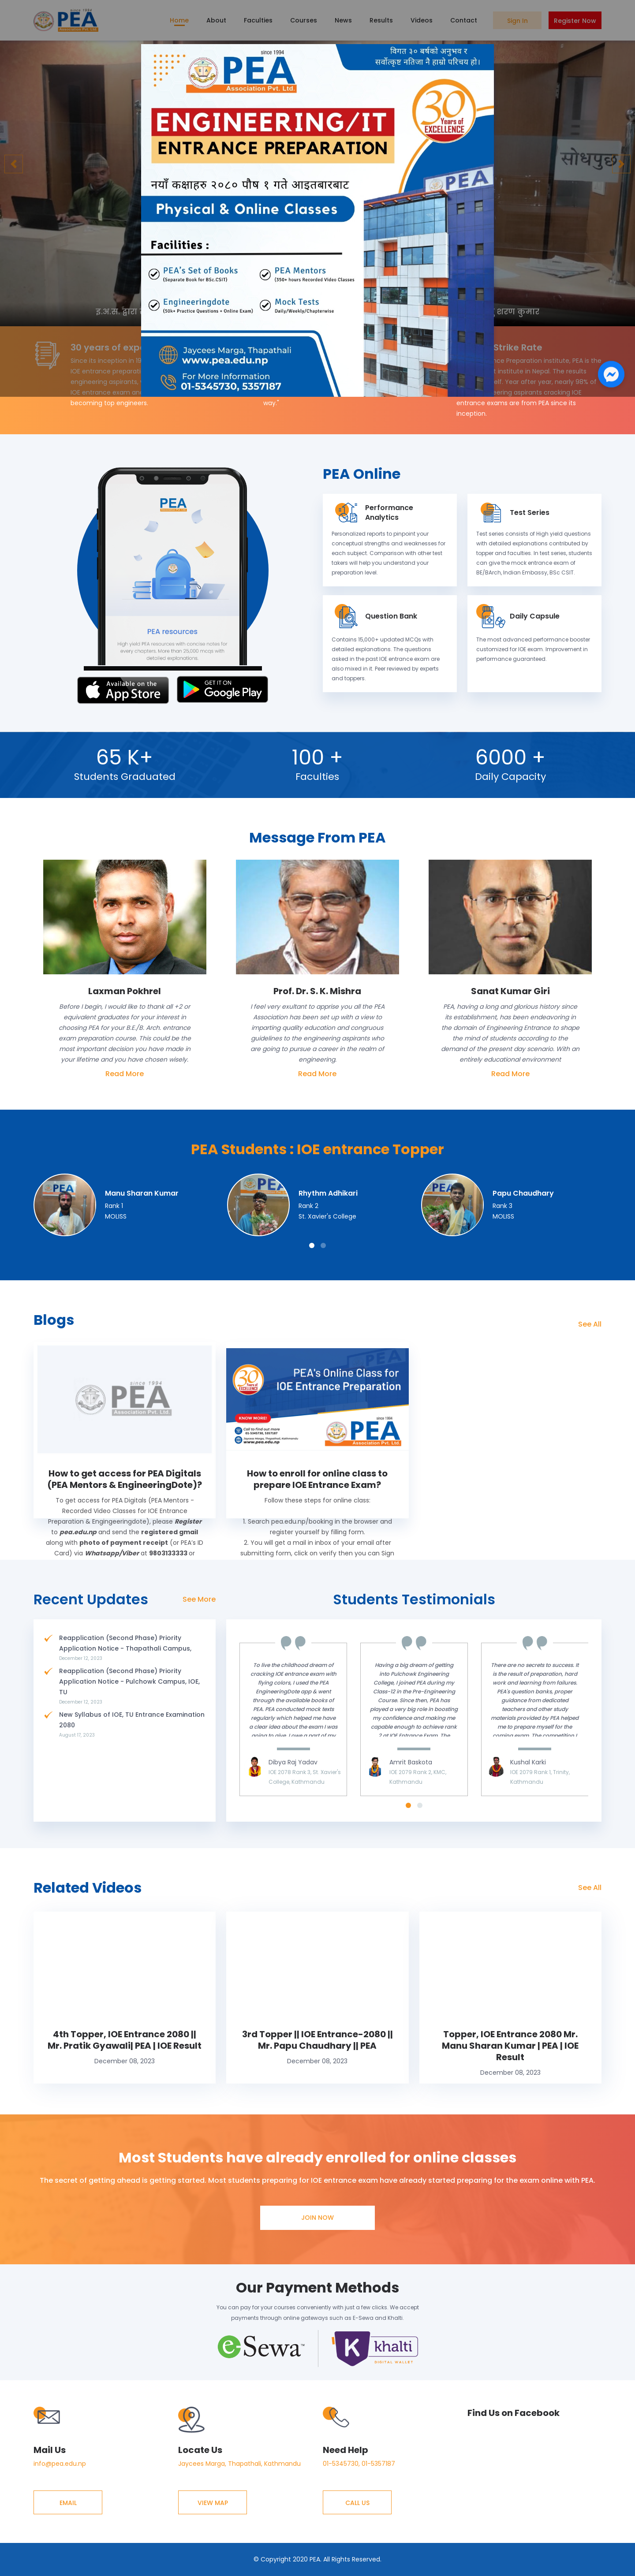 since 1994
PEA
Association Pvt. Ltd.
Home
About
Faculties
Courses
News
Results
Videos
Contact
Sign In
Register Now
since 1994
PEA
Association Pvt. Ltd
विगत ३० बर्षको अनुभव र
सर्वोत्कृष्ट नतिजा नै हाम्रो परिचय हो।
30 Years of
EXCELLENCE
ENGINEERING/IT
ENTRANCE PREPARATION
नयाँ कक्षाहरु २०८० पौष १ गते आइतबारबाट
Physical & Online Classes
Facilities :
PEA's Set of Books
(Separate Book for BSc.CSIT)
PEA Mentors
(350+ hours Recorded Video Classes)
Engineeringdote
(50k+ Practice Questions + Online Exam)
Mock Tests
Daily/Weekly/Chapterwise
Jaycees Marga, Thapathali
www.pea.edu.np
For More Information
01-5345730, 5357187
सोधपुछ
इ.अ.स. द्वारा
शरण कुमार
30 years of exp
Since its inception in 19
IOE entrance preparatio
engineering aspirants.
IOE entrance exam an
becoming top engineers.
way."
Strike Rate
nce Preparation institute, PEA is the
t institute in Nepal. The results
elf. Year after year, nearly 98% of
neering aspirants cracking IOE
entrance exams are from PEA since its
inception.
PEA
PEA resources
High yield PEA resources with concise notes for
every chapters. More than 25,000 mcqs with
detailed explanations.
Available on the
App Store
GET IT ON
Google Play
PEA Online
Performance
Analytics
Personalized reports to pinpoint your
conceptual strengths and weaknesses for
each subject. Comparison with other test
takers will help you understand your
preparation level.
Test Series
Test series consists of High yield questions
with detailed explanations contributed by
topper and faculties. In test series, students
can give the mock entrance exam of
BE/BArch, Indian Embassy, BSc CSIT.
Question Bank
Contains 15,000+ updated MCQs with
detailed explanations. The questions
asked in the past IOE entrance exam are
also mixed in it. Peer reviewed by experts
and toppers.
Daily Capsule
The most advanced performance booster
customized for IOE exam. Improvement in
performance guaranteed
65 K+
Students Graduated
100 +
Faculties
6000 +
Daily Capacity
Message From PEA
Laxman Pokhrel
Before I begin, I would like to thank all +2 or
equivalent graduates for your interest in
choosing PEA for your B.E./B. Arch. entrance
exam preparation course. This could be the
most important decision you have made in
your lifetime and you have chosen wisely.
Read More
Prof. Dr. S. K. Mishra
I feel very exultant to apprise you all the PEA
Association has been set up with a view to
imparting quality education and congruous
guidelines to the engineering aspirants who
are going to pursue a career in the realm of
engineering.
Read More
Sanat Kumar Giri
PEA, having a long and glorious history since
its establishment, has been endeavoring in
the domain of Engineering Entrance to shape
the mind of students according to the
demand of the present day scenario. With an
entirely educational environment
Read More
PEA Students : IOE entrance Topper
Manu Sharan Kumar
Rank 1
MOLISS
Rhythm Adhikari
Rank 2
St. Xavier's College
Papu Chaudhary
Rank 3
MOLISS
Blogs
See All
since 1994
PEA
Association Pvt. Ltd.
How to get access for PEA Digitals
(PEA Mentors & EngineeringDote)?
To get access for PEA Digitals (PEA Mentors -
Recorded Video Classes for IOE Entrance
Preparation & Engingeeringdote), please Register
to pea.edu.np and send the registered gmail
along with photo of payment receipt (or PEA's ID
Card) via Whatsapp/Viber at 9803133333 or
PEA's Online Class for
IOE Entrance Preparation
30
EXCELLENCE
KNOW MORE!
www.pea.edu.np
PEA
Association Pvt. Ltd.
How to enroll for online class to
prepare IOE Entrance Exam?
Follow these steps for online class:
1. Search pea.edu.np/booking in the browser and
register yourself by filling form.
2. You will get a mail in inbox of your email after
submitting form, click on verify then you can Sign
Recent Updates
See More
Reapplication (Second Phase) Priority
Application Notice - Thapathali Campus,
December 12, 2023
Reapplication (Second Phase) Priority
Application Notice - Pulchowk Campus, IOE,
TU
December 12, 2023
New Syllabus of IOE, TU Entrance Examination
2080
August 17, 2023
Students Testimonials
To live the childhood dream of
cracking IOE entrance exam with
flying colors, I used the PEA
EngineeringDote app & went
through the available books of
PEA. PEA conducted mock tests
regularly which helped me have
a clear idea about the exam I was
going to give. I owe a part of my
Dibya Raj Yadav
IOE 2078 Rank 3, St. Xavier's
College, Kathmandu
Having a big dream of getting
into Pulchowk Engineering
College, I joined PEA during my
Class-12 in the Pre-Engineering
Course. Since then, PEA has
played a very big role in boosting
my confidence and making me
capable enough to achieve rank
2 at IOE Entrance Exam. The
Amrit Baskota
IOE 2079 Rank 2, KMC,
Kathmandu
There are no secrets to success. It
is the result of preparation, hard
work and learning from failures.
PEA's question banks, proper
guidance from dedicated
teachers and other study
materials provided by PEA helped
me to prepare myself for the
coming exam. The competition I
Kushal Karki
IOE 2079 Rank 1, Trinity,
Kathmandu
Related Videos
See All
4th Topper, IOE Entrance 2080 ||
Mr. Pratik Gyawali| PEA | IOE Result
December 08, 2023
3rd Topper || IOE Entrance-2080 ||
Mr. Papu Chaudhary || PEA
December 08, 2023
Topper, IOE Entrance 2080 Mr.
Manu Sharan Kumar | PEA | IOE
Result
December 08, 2023
Most Students have already enrolled for online classes
The secret of getting ahead is getting started. Most students preparing for IOE entrance exam have already started preparing for the exam online with PEA.
JOIN NOW
Our Payment Methods
You can pay for your courses conveniently with just a few clicks. We accept
payments through online gateways such as E-Sewa and Khalti.
eSewa
khalti
DIGITAL WALLET
Mail Us
info@pea.edu.np
EMAIL
Locate Us
Jaycees Marga, Thapathali, Kathmandu
VIEW MAP
Need Help
01-5345730, 01-5357187
CALL US
Find Us on Facebook
© Copyright 2020 PEA. All Rights Reserved.